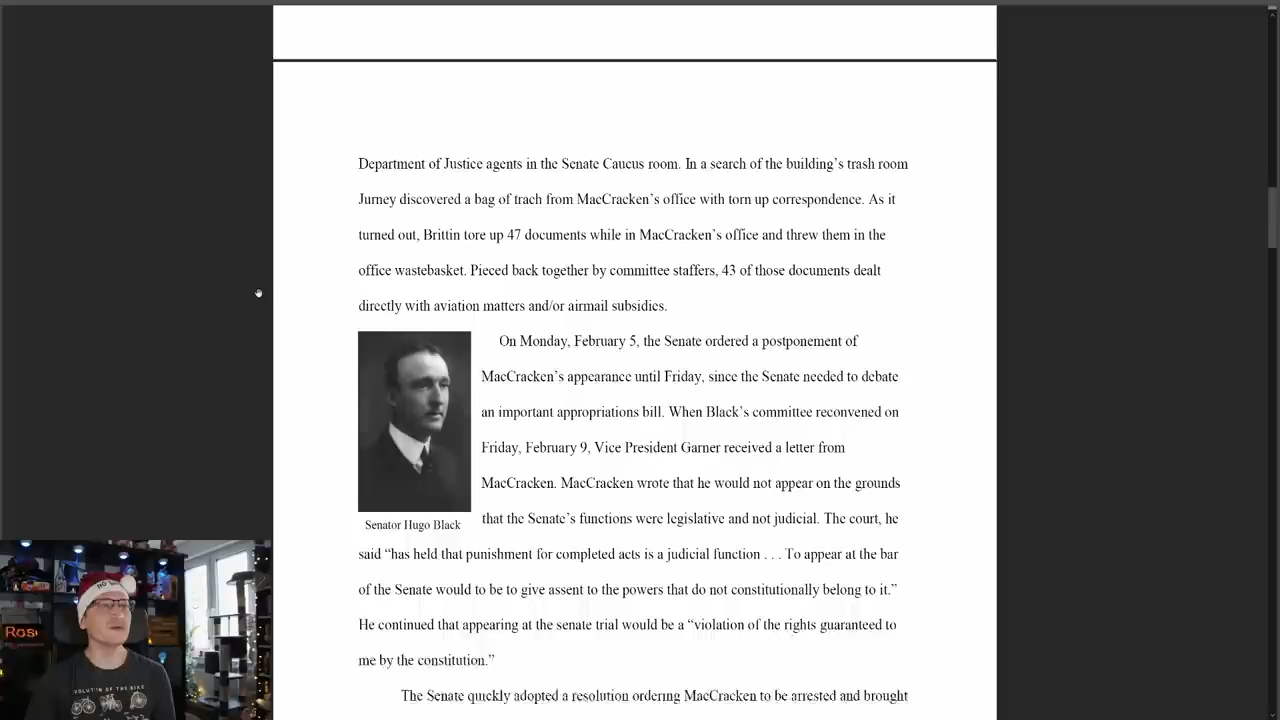 Department of Justice agents in the Senate Caucus room. In a search of the building’s trash room
Jurney discovered a bag of trach from MacCracken’s office with torn up correspondence. As it
turned out, Brittin tore up 47 documents while in MacCracken’s office and threw them in the
office wastebasket. Pieced back together by committee staffers, 43 of those documents dealt
directly with aviation matters and/or airmail subsidies.
On Monday, February 5, the Senate ordered a postponement of
MacCracken’s appearance until Friday, since the Senate needed to debate
an important appropriations bill. When Black’s committee reconvened on
Friday, February 9, Vice President Garner received a letter from
MacCracken. MacCracken wrote that he would not appear on the grounds
that the Senate’s functions were legislative and not judicial. The court, he
Senator Hugo Black
said “has held that punishment for completed acts is a judicial function . . . To appear at the bar
of the Senate would to be to give assent to the powers that do not constitutionally belong to it.”
He continued that appearing at the senate trial would be a “violation of the rights guaranteed to
me by the constitution.”
The Senate quickly adopted a resolution ordering MacCracken to be arrested and brought
NO
Rosi
VOLUTION OF THE BIKE